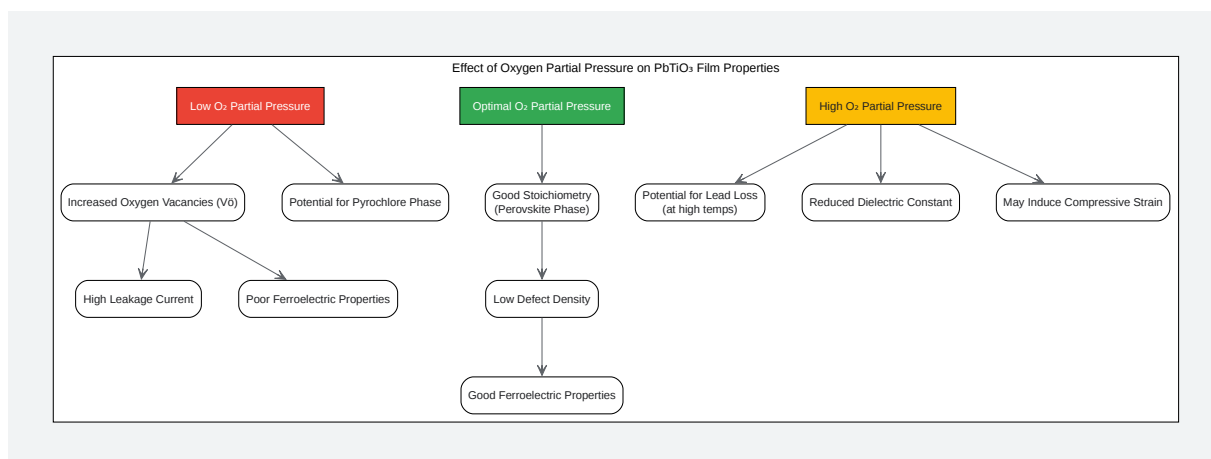 Effect of Oxygen Partial Pressure on PbTiO₃ Film Properties
Low O₂ Partial Pressure
Optimal O₂ Partial Pressure
High O₂ Partial Pressure
Increased Oxygen Vacancies (Vö)
Potential for Pyrochlore Phase
Good Stoichiometry
(Perovskite Phase)
Potential for Lead Loss
(at high temps)
Reduced Dielectric Constant
May Induce Compressive Strain
High Leakage Current
Poor Ferroelectric Properties
Low Defect Density
Good Ferroelectric Properties